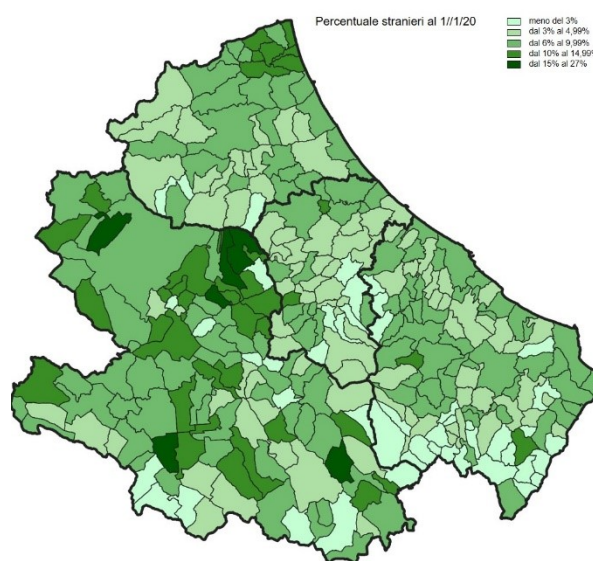 Percentuale stranieri al 1//1/20
meno del 3%
dal 3% al 4,99%
dal 6% al 9,99%
dal 10% al 14,99%
dal 15% al 27%